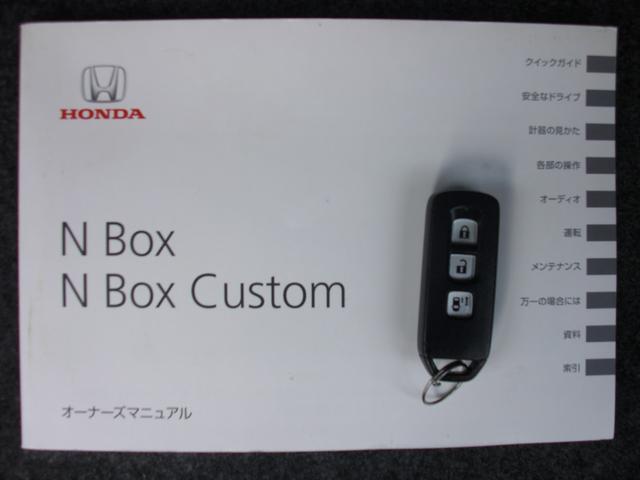 HONDA
N Box
N Box Custom
オーナーズマニュアル
クイックガイド
安全なドライブ
計器の見かた
各部の操作
オーディオ
運転
メンテナンス
万一の場合には
資料
索引